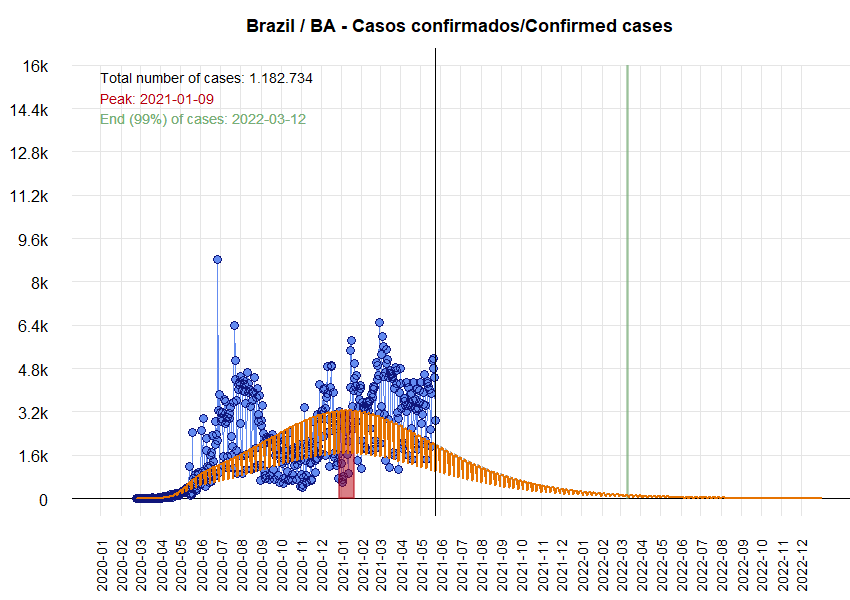 Brazil / BA - Casos confirmados/Confirmed cases
Total number of cases: 1.182.734
Peak: 2021-01-09
End (99%) of cases: 2022-03-12
16k
14.4k
12.8k
11.2k
9.6k
8k
6.4k
4.8k
3.2k
1.6k
0
2020-01
2020-02
2020-03
2020-04
2020-05
2020-06
2020-07
2020-08
2020-09
2020-10
2020-11
2020-12
2021-01
2021-02
2021-03
2021-04
2021-05
2021-06
2021-07
2021-08
2021-09
2021-10
2021-11
2021-12
2022-01
2022-02
2022-03
2022-04
2022-05
2022-06
2022-07
2022-08
2022-09
2022-10
2022-11
2022-12